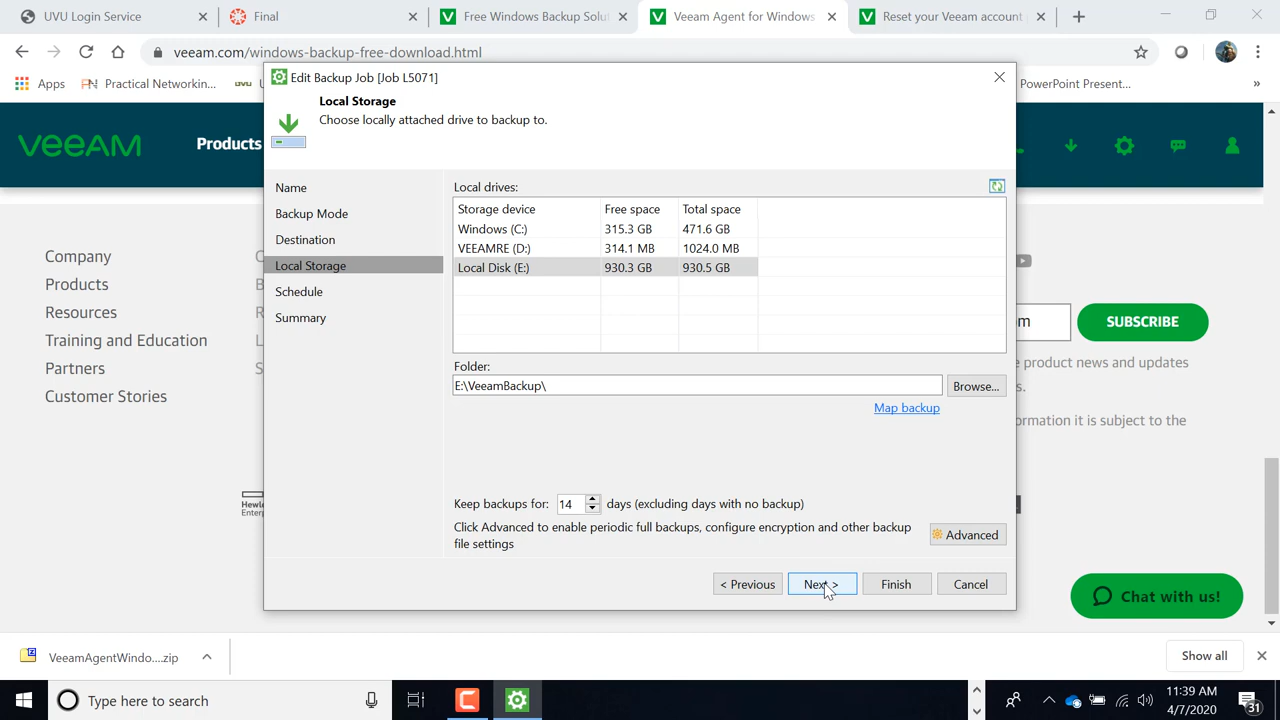 UVU Login Service
Final
Free Windows Backup Solu
Veeam Agent for Windows
Reset your Veeam account
veeam.com/windows-backup-free-download.html
Apps
Practical Networkin...
PowerPoint Present...
»
VEEAM
Products
Edit Backup Job [Job L5071]
Local Storage
Choose locally attached drive to backup to.
Name
Backup Mode
Destination
Local Storage
Schedule
Summary
Local drives:
Storage device Free space Total space
Windows (C:) 315.3 GB 471.6 GB
VEEAMRE (D:) 314.1 MB 1024.0 MB
Local Disk (E:) 930.3 GB 930.5 GB
Folder:
E:\VeeamBackup\
Browse...
Map backup
Keep backups for: 14 days (excluding days with no backup)
Click Advanced to enable periodic full backups, configure encryption and other backup
file settings
Advanced
< Previous
Next >
Finish
Cancel
Company
Products
Resources
Training and Education
Partners
Customer Stories
om
SUBSCRIBE
e product news and updates
s.
ormation it is subject to the
Hewle
Enterp
Chat with us!
VeeamAgentWindo....zip
Show all
Type here to search
11:39 AM
4/7/2020
31